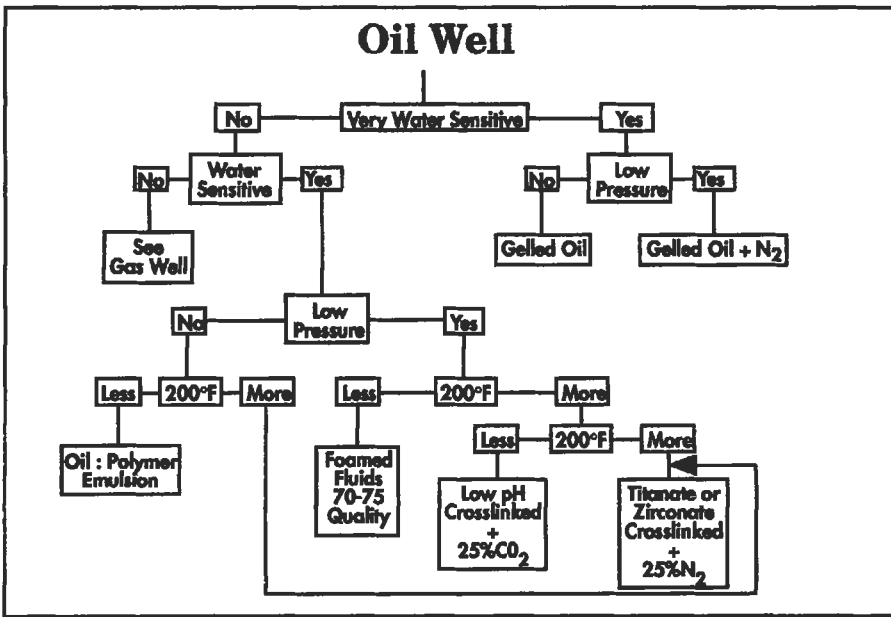 Oil Well
No
Very Water Sensitive
Yes
No
Water
Sensitive
Yes
No
Low
Pressure
Yes
See
Gas Well
Gelled Oil
Gelled Oil + N2
No
Low
Pressure
Yes
Less
200°F
More
Less
200°F
More
Oil : Polymer
Emulsion
Foamed
Fluids
70-75
Quality
Less
200°F
More
Low pH
Crosslinked
+
25%C02
Titanate or
Zirconate
Crosslinked
+
25%N2